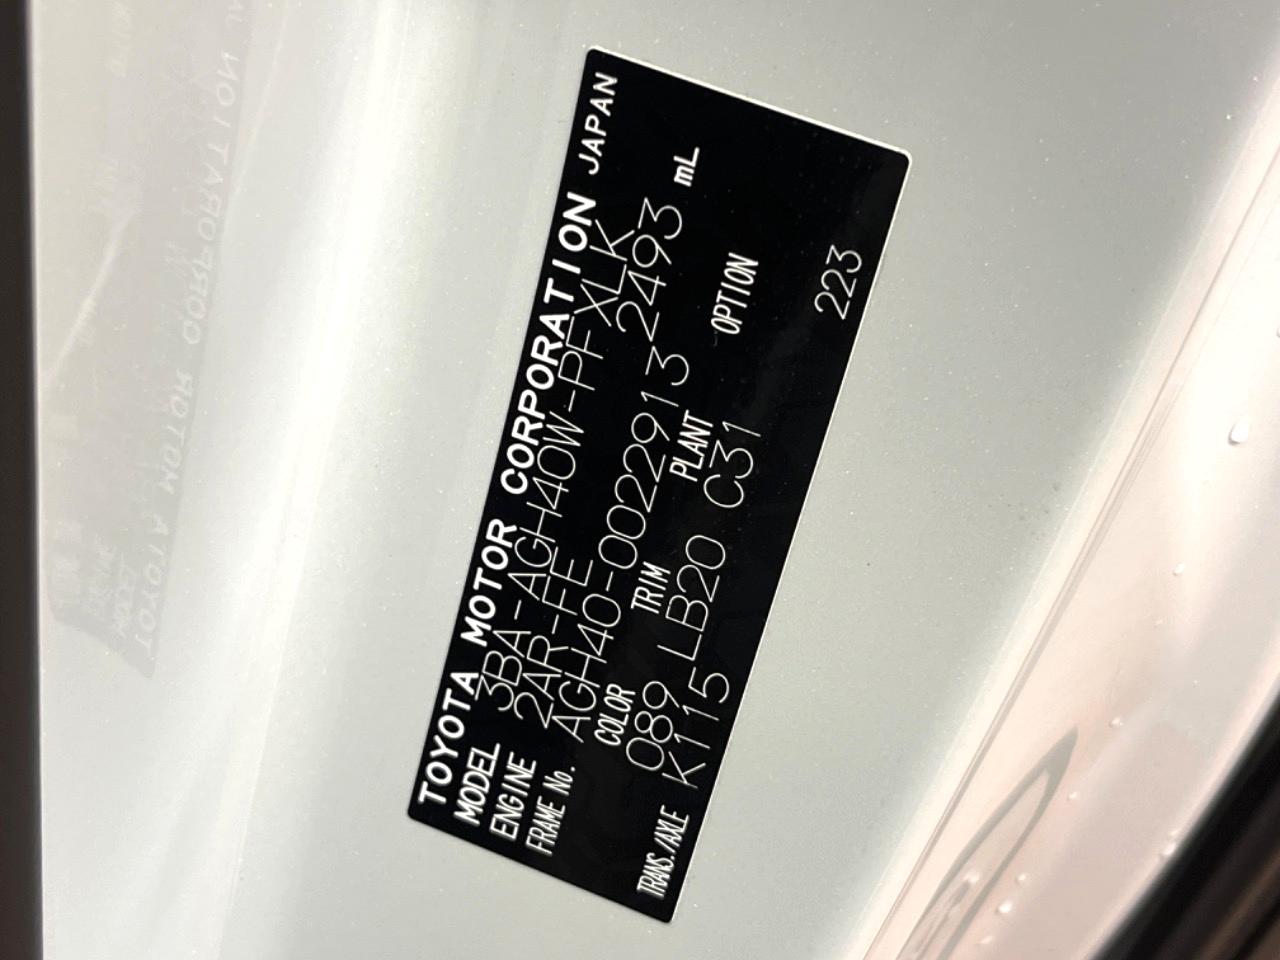 TOYOTA MOTOR CORPORATION JAPAN
MODEL 3BA-AGH40W-PFXLK
ENGINE 2AR-FE 2493 mL
FRAME No. AGH40-0022913
COLOR TRIM PLANT OPTION
089 LB20 C31
TRANS./AXLE K115 223